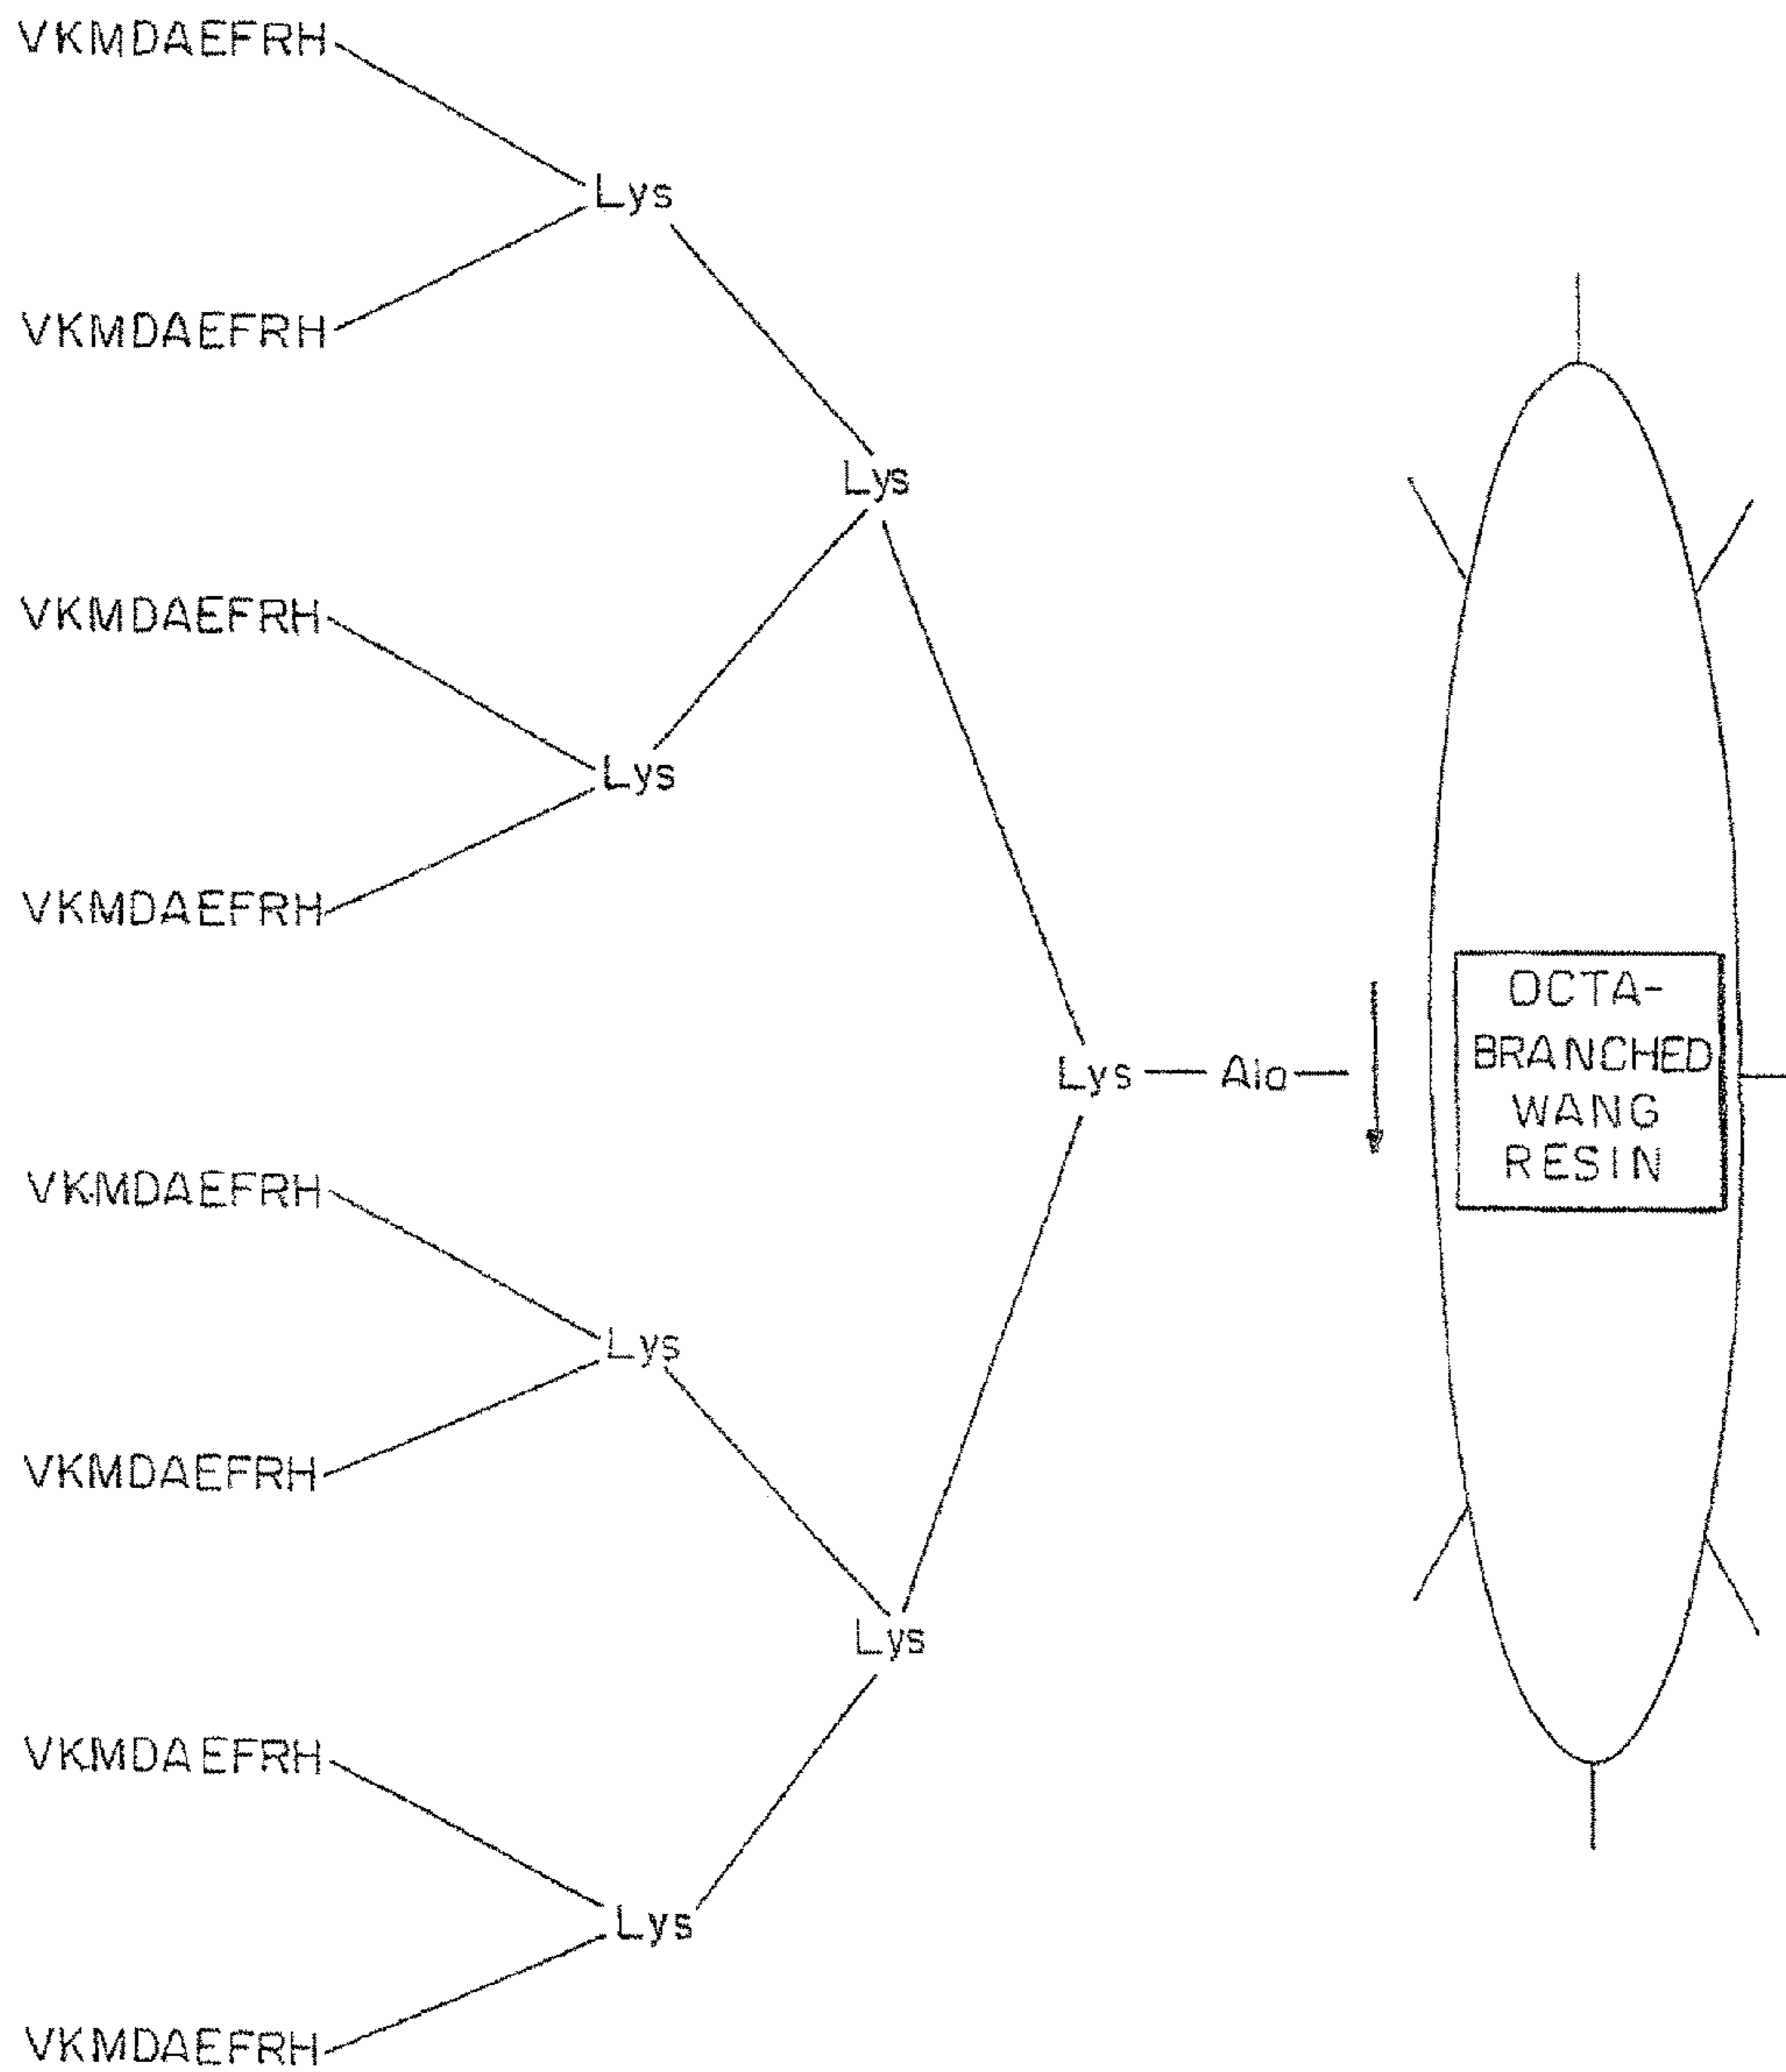 VKMDAEFRH
Lys
VKMDAEFRH
Lys
VKMDAEFRH
Lys
VKMDAEFRH
Lys — Ala —
OCTA-
BRANCHED
WANG
RESIN
VKMDAEFRH
Lys
VKMDAEFRH
Lys
VKMDAEFRH
Lys
VKMDAEFRH